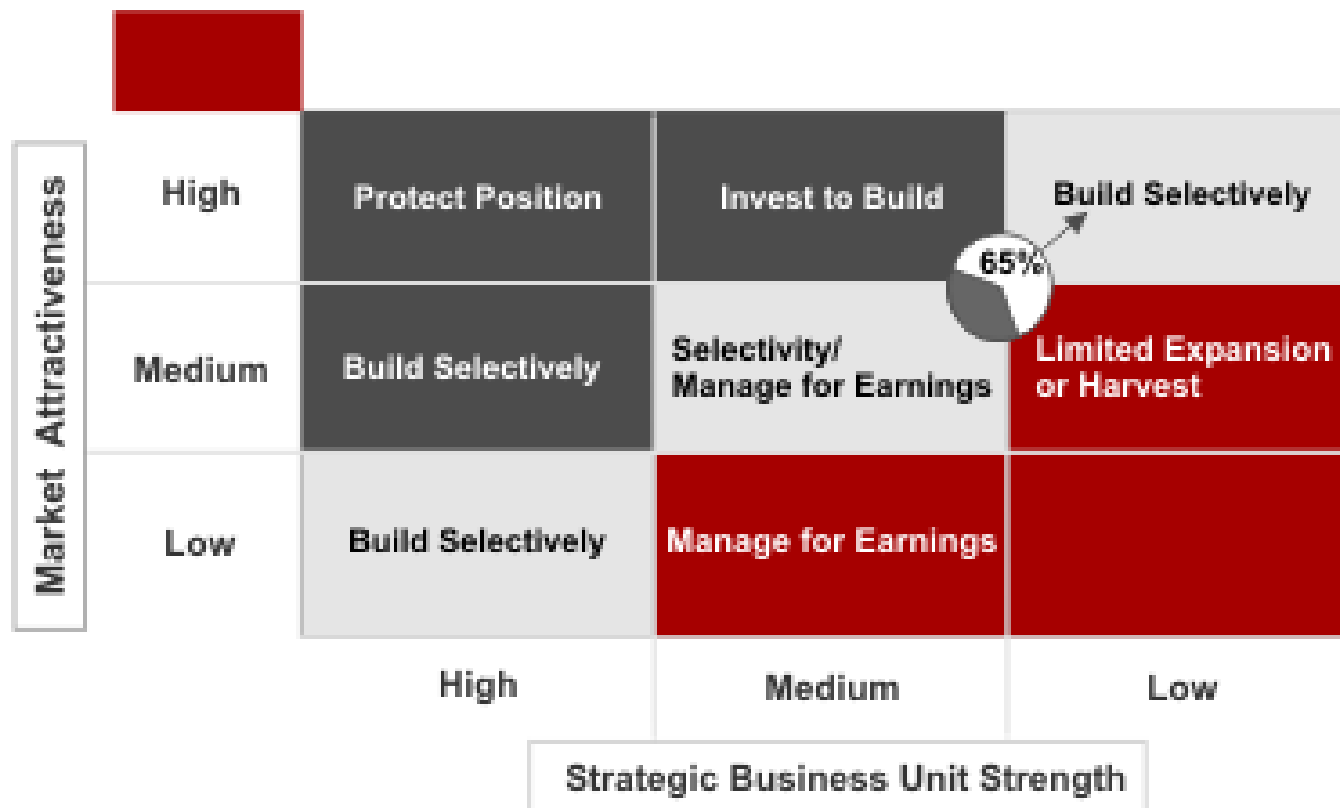 High
Protect Position
Invest to Build
Build Selectively
65%
Medium
Build Selectively
Selectivity/
Manage for Earnings
Limited Expansion
or Harvest
Low
Build Selectively
Manage for Earnings
Market Attractiveness
High
Medium
Low
Strategic Business Unit Strength